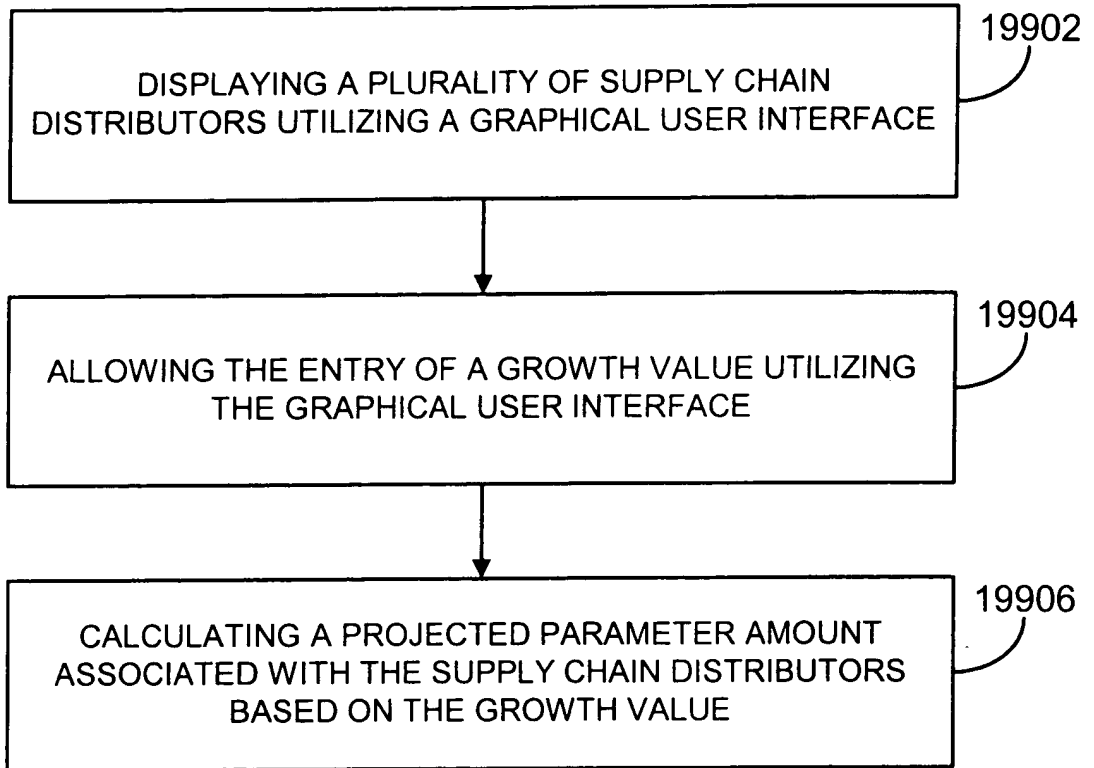 19902
DISPLAYING A PLURALITY OF SUPPLY CHAIN
DISTRIBUTORS UTILIZING A GRAPHICAL USER INTERFACE
19904
ALLOWING THE ENTRY OF A GROWTH VALUE UTILIZING
THE GRAPHICAL USER INTERFACE
19906
CALCULATING A PROJECTED PARAMETER AMOUNT
ASSOCIATED WITH THE SUPPLY CHAIN DISTRIBUTORS
BASED ON THE GROWTH VALUE